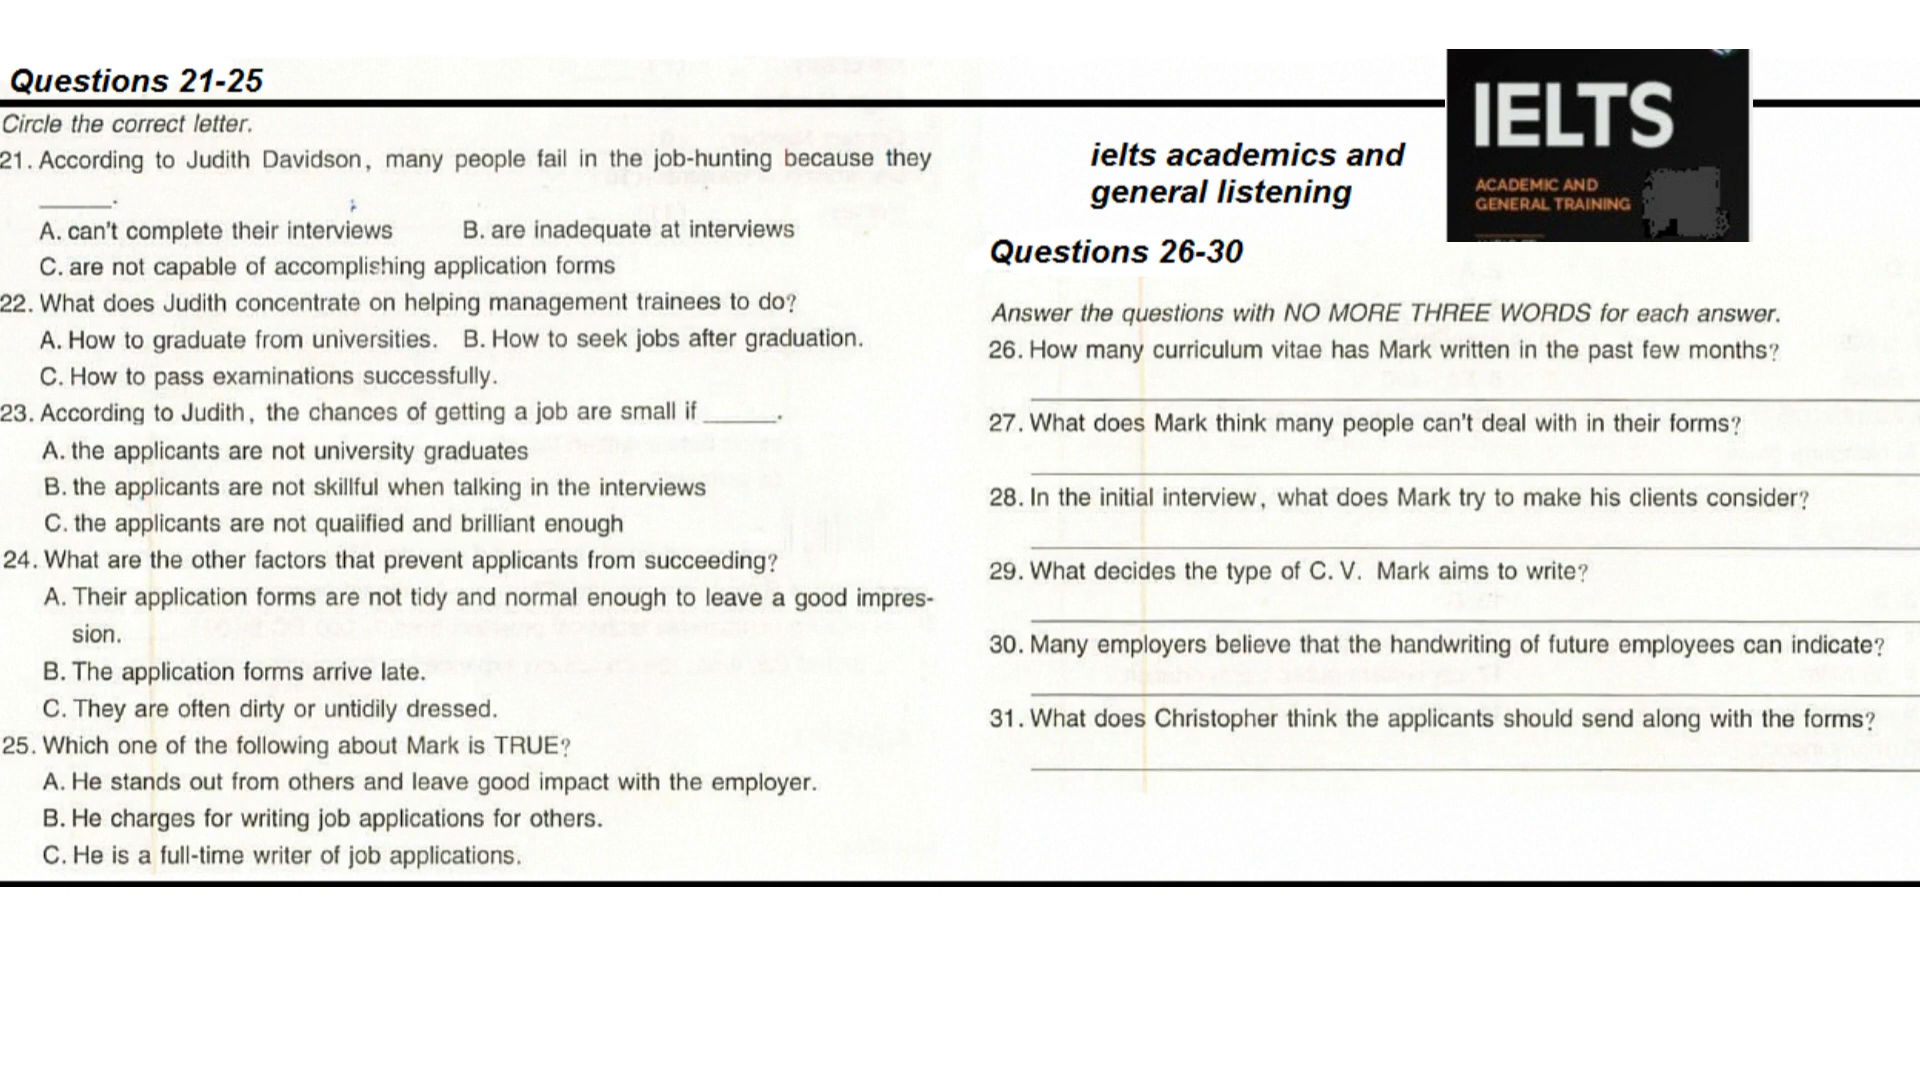 Questions 21-25
Circle the correct letter.
21. According to Judith Davidson, many people fail in the job-hunting because they
______.
A. can't complete their interviews B. are inadequate at interviews
C. are not capable of accomplishing application forms
22. What does Judith concentrate on helping management trainees to do?
A. How to graduate from universities. B. How to seek jobs after graduation.
C. How to pass examinations successfully.
23. According to Judith, the chances of getting a job are small if ______.
A. the applicants are not university graduates
B. the applicants are not skillful when talking in the interviews
C. the applicants are not qualified and brilliant enough
24. What are the other factors that prevent applicants from succeeding?
A. Their application forms are not tidy and normal enough to leave a good impres-
sion.
B. The application forms arrive late.
C. They are often dirty or untidily dressed.
25. Which one of the following about Mark is TRUE?
A. He stands out from others and leave good impact with the employer.
B. He charges for writing job applications for others.
C. He is a full-time writer of job applications.
ielts academics and
general listening
IELTS
ACADEMIC AND
GENERAL TRAINING
Questions 26-30
Answer the questions with NO MORE THREE WORDS for each answer.
26. How many curriculum vitae has Mark written in the past few months?
27. What does Mark think many people can't deal with in their forms?
28. In the initial interview, what does Mark try to make his clients consider?
29. What decides the type of C. V. Mark aims to write?
30. Many employers believe that the handwriting of future employees can indicate?
31. What does Christopher think the applicants should send along with the forms?